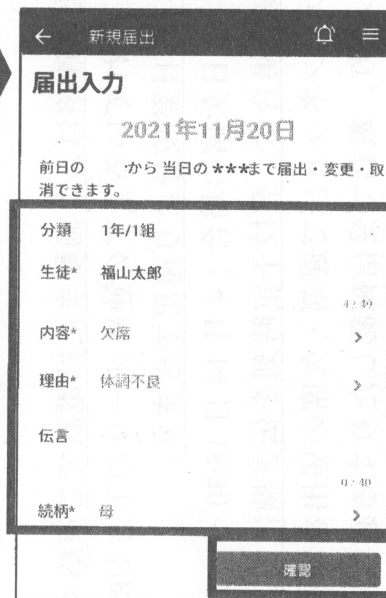 新規届出
届出入力
2021年11月20日
前日の から 当日の ***まで届出・変更・取
消できます。
分類 1年/1組
生徒* 福山太郎
4 / 40
内容* 欠席
理由* 体調不良
伝言
0 / 40
続柄* 母
確認